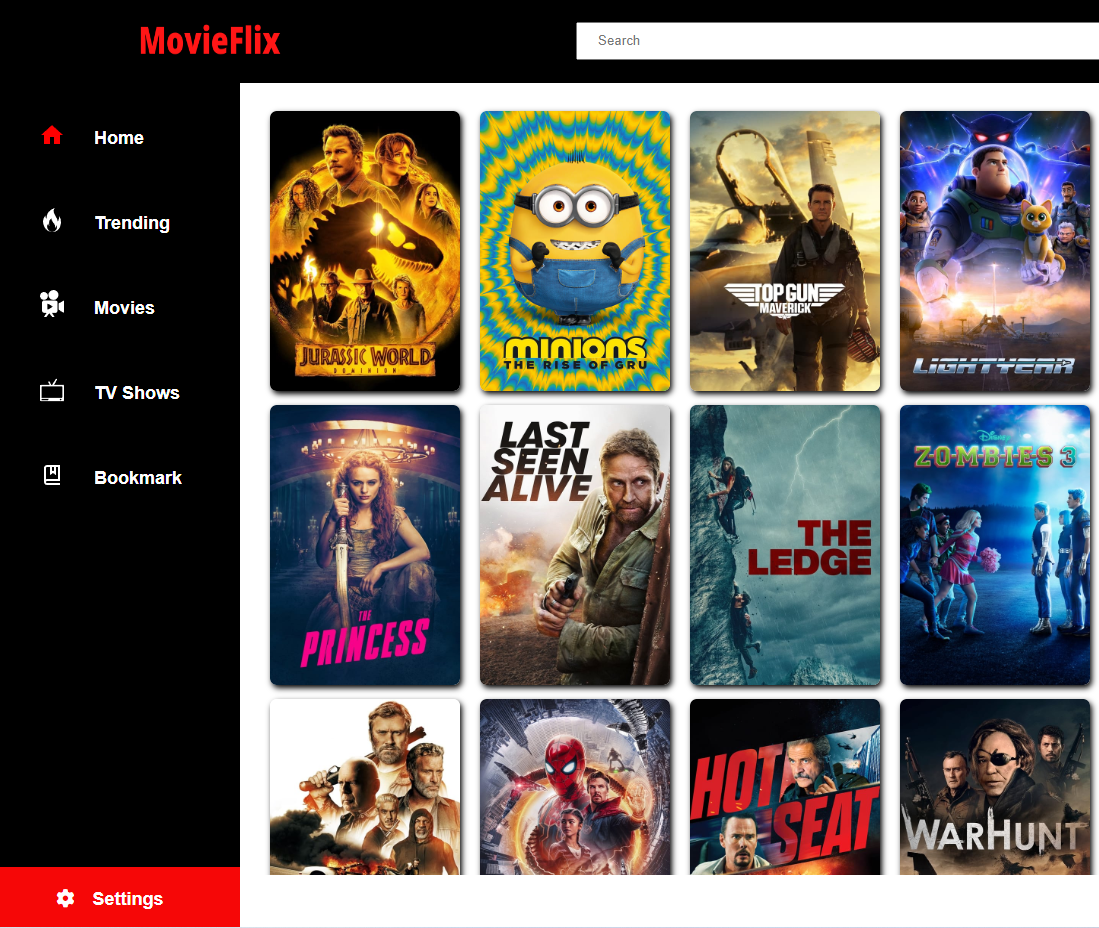 MovieFlix
Search
Home
Trending
Movies
TV Shows
Bookmark
Settings
JURASSIC WORLD
DOMINION
MINIONS
THE RISE OF GRU
TOP GUN
MAVERICK
LIGHTYEAR
THE
PRINCESS
LAST
SEEN
ALIVE
THE
LEDGE
Disney
ZOMBIES 3
HOT
SEAT
WARHUNT